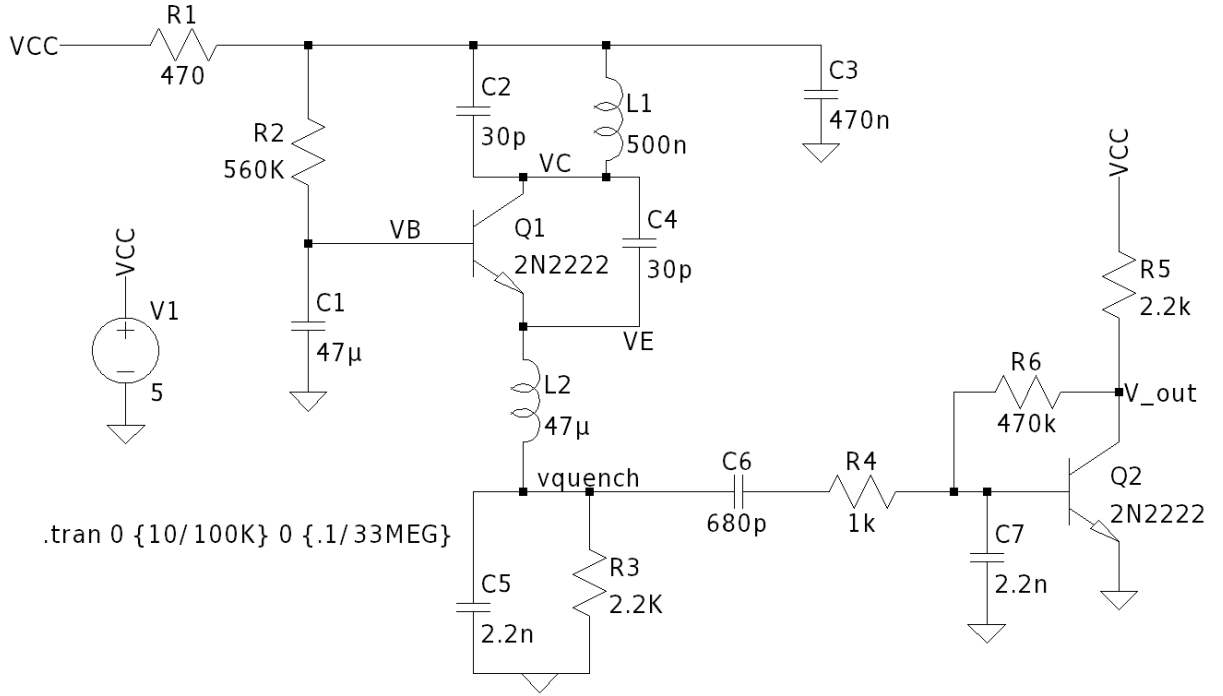 R1
VCC
470
C2
30p
L1
500n
C3
470n
R2
560K
VC
VCC
VB
Q1
2N2222
C4
30p
VCC
V1
5
C1
47µ
VE
R5
2.2k
L2
47µ
R6
470k
V_out
vquench
C6
680p
R4
1k
Q2
2N2222
.tran 0 {10/100K} 0 {.1/33MEG}
C5
2.2n
R3
2.2K
C7
2.2n